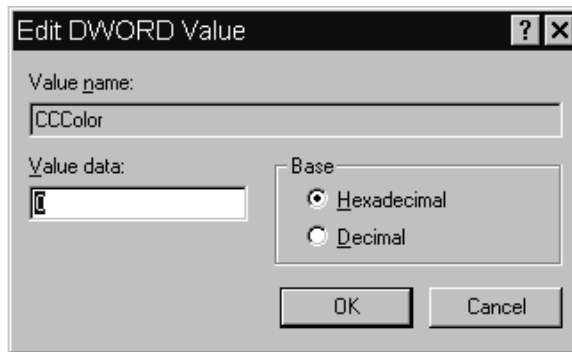 Edit DWORD Value ? ×
Value name:
CCColor
Value data:
0
Base
Hexadecimal
Decimal
OK
Cancel